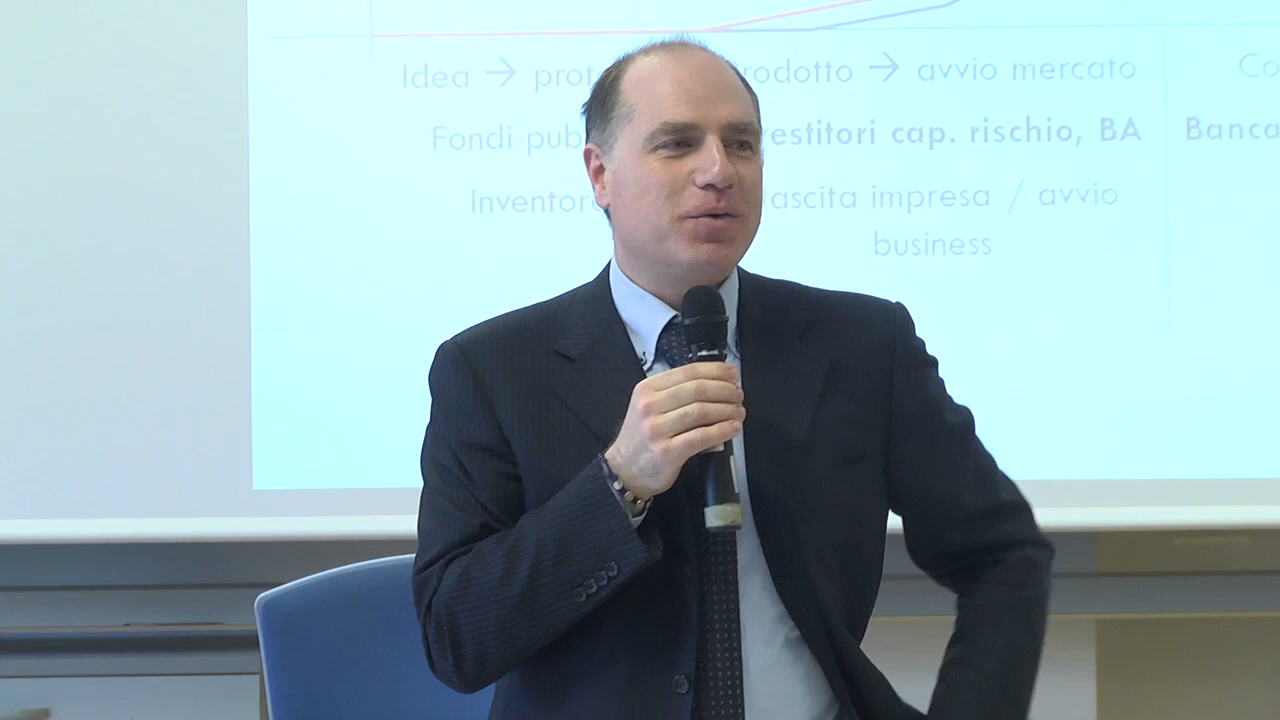 Idea → prot rodotto → avvio mercato Co
Fondi pub estitori cap. rischio, BA Banca
Inventor ascita impresa / avvio
business